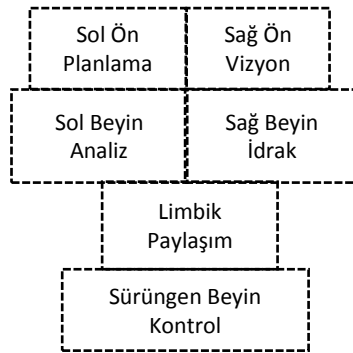 Sol Ön
Planlama
Sağ Ön
Vizyon
Sol Beyin
Analiz
Sağ Beyin
İdrak
Limbik
Paylaşım
Sürüngen Beyin
Kontrol